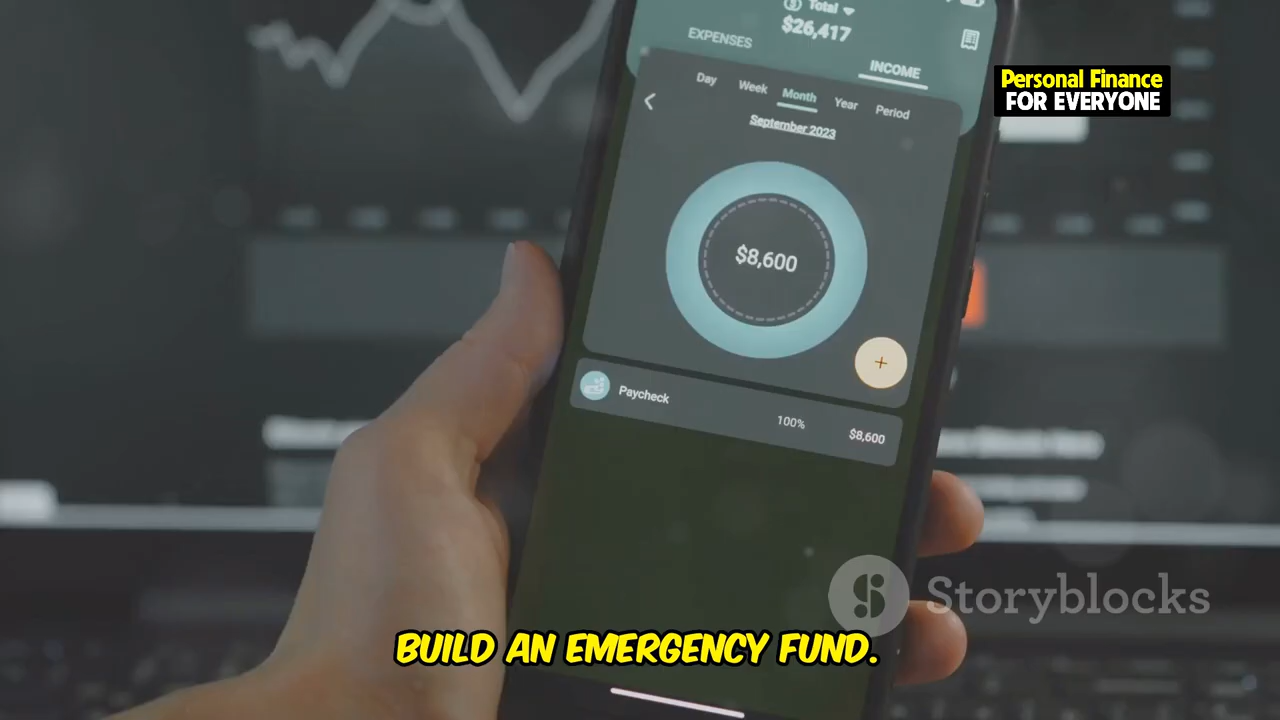 Total
$26,417
EXPENSES
INCOME
Day Week Month Year Period
September 2023
$8,600
+
Paycheck 100% $8,600
Personal Finance
FOR EVERYONE
Storyblocks
BUILD AN EMERGENCY FUND.